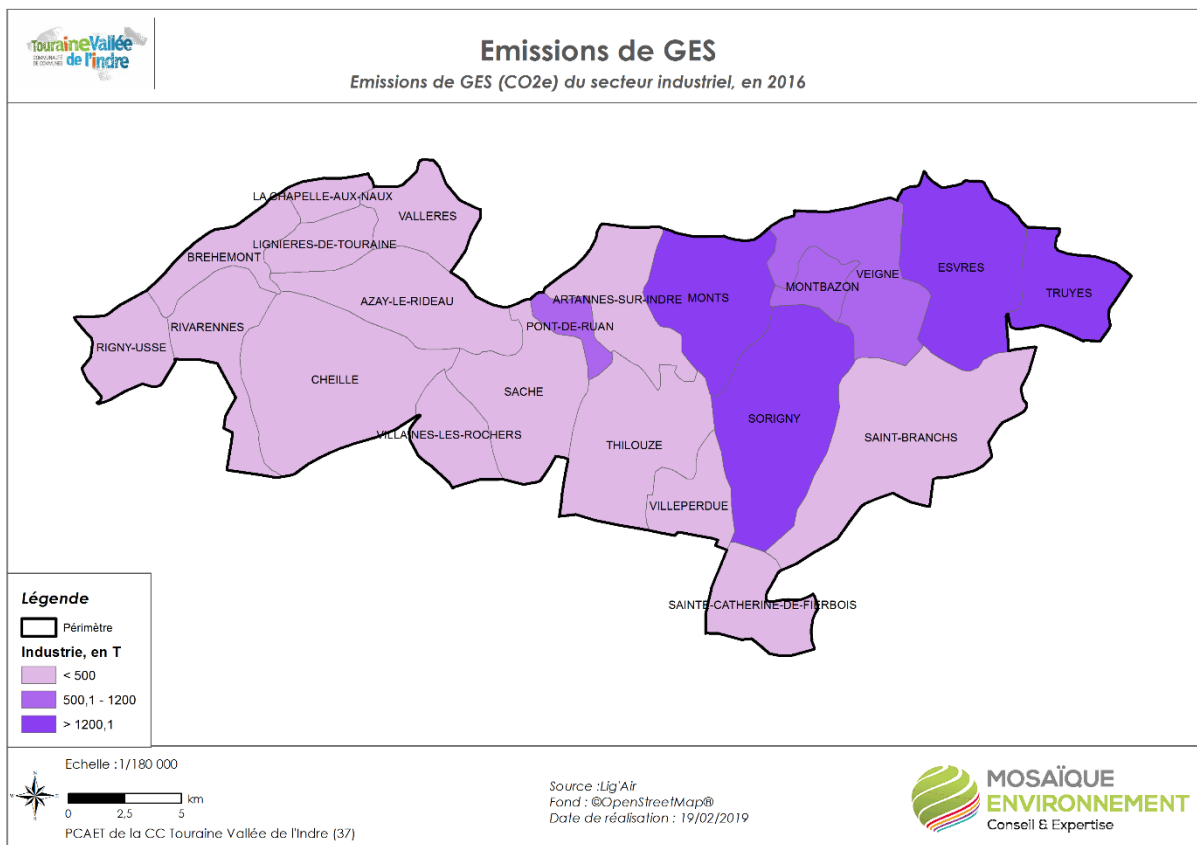 TouraineVallée
COMMUNAUTÉ
DE COMMUNES
de l'indre
Emissions de GES
Emissions de GES (CO2e) du secteur industriel, en 2016
LA CHAPELLE-AUX-NAUX
VALLERES
LIGNIERES-DE-TOURAINE
BREHEMONT
ESVRES
VEIGNE
MONTBAZON
TRUYES
AZAY-LE-RIDEAU
ARTANNES-SUR-INDRE
MONTS
RIVARENNES
PONT-DE-RUAN
RIGNY-USSE
CHEILLE
SACHE
SORIGNY
VILLAINES-LES-ROCHERS
SAINT-BRANCHS
THILOUZE
VILLEPERDUE
SAINTE-CATHERINE-DE-FIERBOIS
Légende
Périmètre
Industrie, en T
< 500
500,1 - 1200
> 1200,1
Echelle :1/180 000
N
W
E
S
km
0 2.5 5
PCAET de la CC Touraine Vallée de l'Indre (37)
Source :Lig'Air
Fond : ©OpenStreetMap®
Date de réalisation : 19/02/2019
MOSAÏQUE
ENVIRONNEMENT
Conseil & Expertise